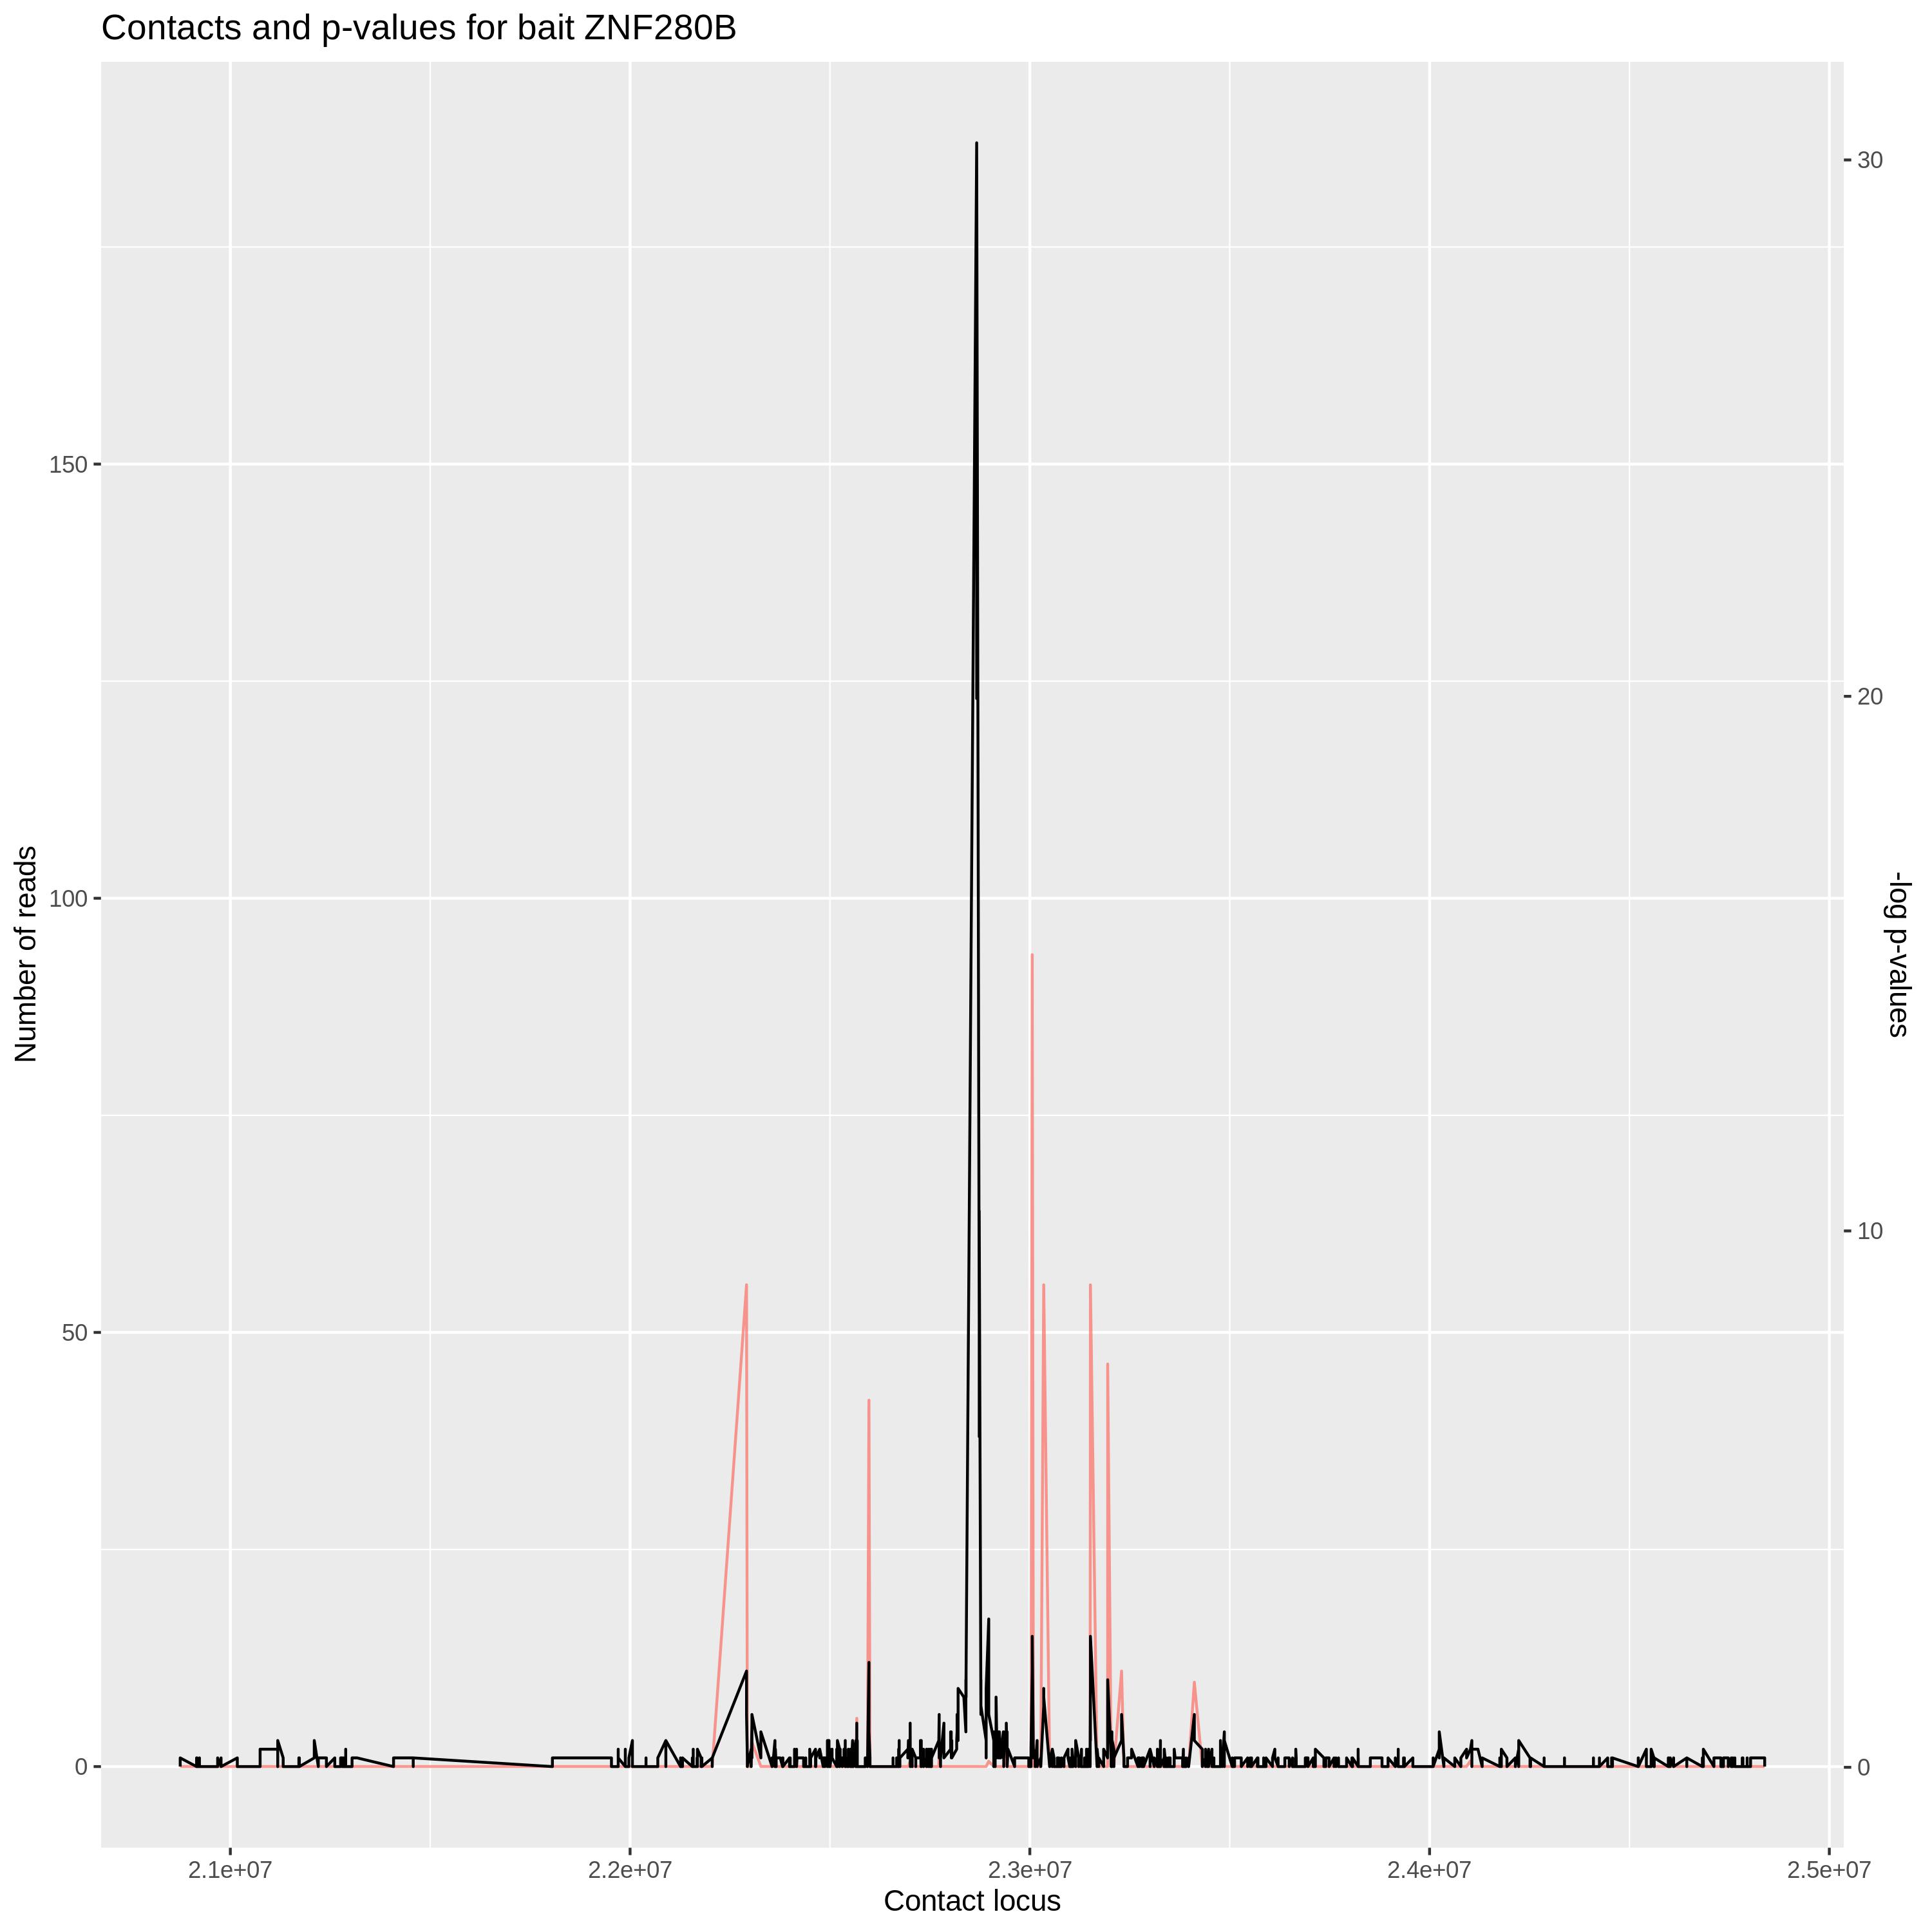 Contacts and p-values for bait ZNF280B
Number of reads
150
100
50
0
30
20
10
0
-log p-values
2.1e+07 2.2e+07 2.3e+07 2.4e+07 2.5e+07
Contact locus